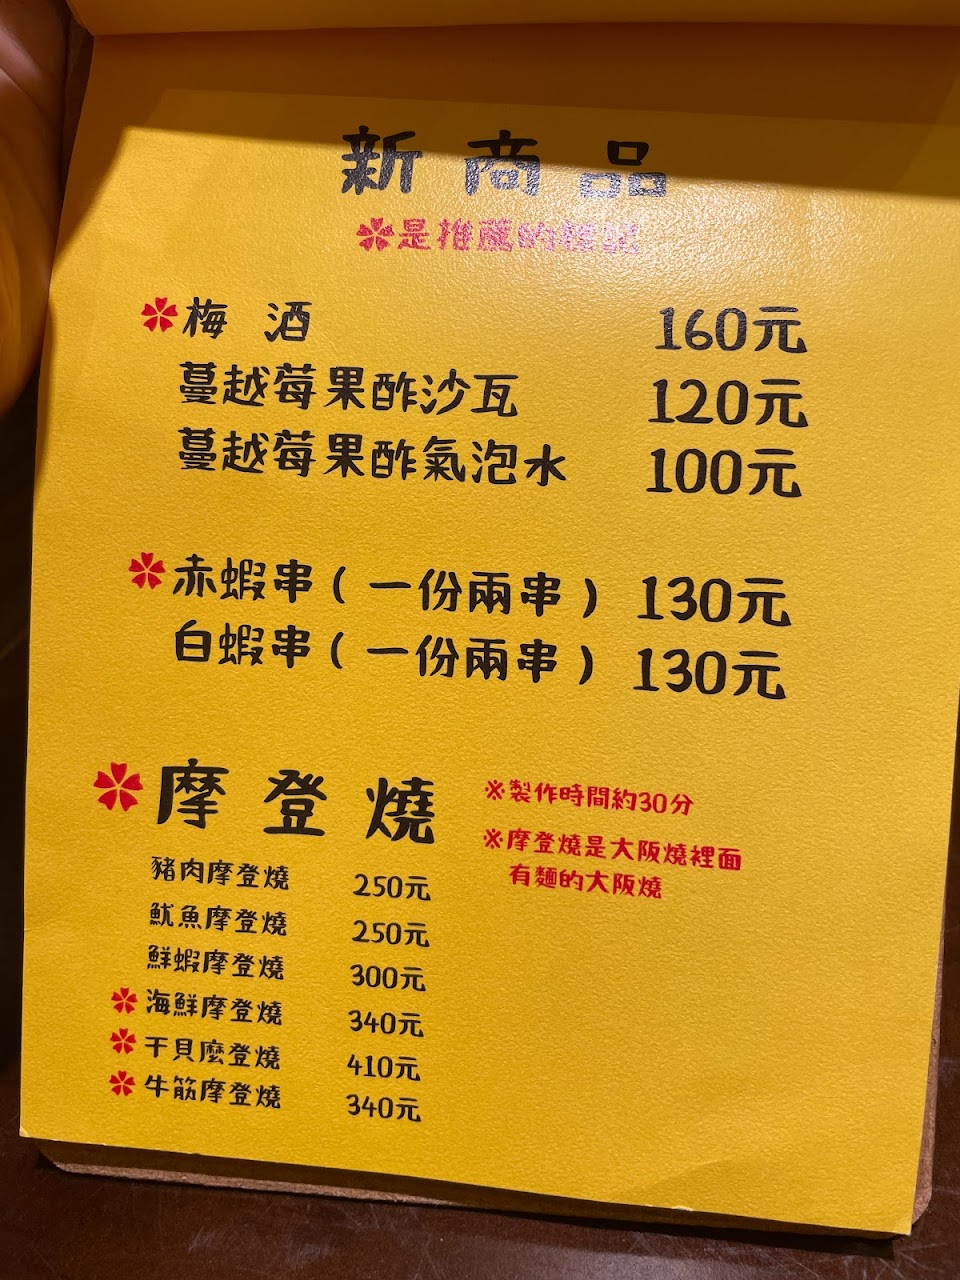 新商品
✿是推薦的標記
✿梅酒 160元
蔓越莓果酢沙瓦 120元
蔓越莓果酢氣泡水 100元
✿赤蝦串(一份兩串) 130元
白蝦串(一份兩串) 130元
✿摩登燒
※製作時間約30分
※摩登燒是大阪燒裡面
有麵的大阪燒
豬肉摩登燒 250元
魷魚摩登燒 250元
鮮蝦摩登燒 300元
✿海鮮摩登燒 340元
✿干貝麼登燒 410元
✿牛筋摩登燒 340元